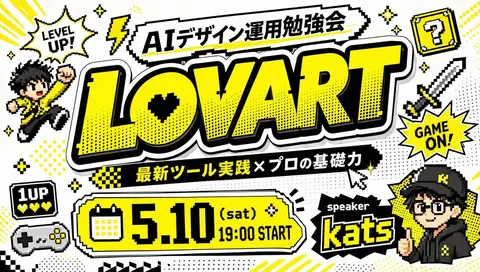 LEVEL UP!
AIデザイン運用勉強会
?
LOVART
GAME ON!
最新ツール実践×プロの基礎力
1UP
5.10 (sat) 19:00 START
speaker
kats
K